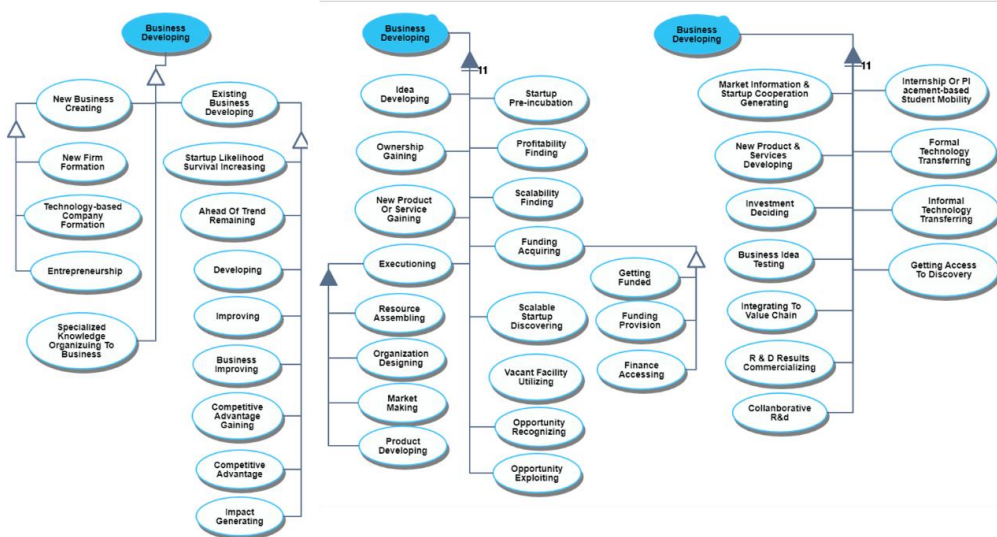 Business
Developing
New Business
Creating
Existing
Business
Developing
New Firm
Formation
Technology-based
Company
Formation
Entrepreneurship
Specialized
Knowledge
Organizuing To
Business
Startup Likelihood
Survival Increasing
Ahead Of Trend
Remaining
Developing
Improving
Business
Improving
Competitive
Advantage
Gaining
Competitive
Advantage
Impact
Generating
Business
Developing
11
Idea
Developing
Startup
Pre-incubation
Ownership
Gaining
Profitability
Finding
New Product
Or Service
Gaining
Scalability
Finding
Funding
Acquiring
Executioning
Getting
Funded
Funding
Provision
Finance
Accessing
Resource
Assembling
Organization
Designing
Market
Making
Product
Developing
Scalable
Startup
Discovering
Vacant Facility
Utilizing
Opportunity
Recognizing
Opportunity
Exploiting
Business
Developing
11
Market Information &
Startup Cooperation
Generating
Internship Or Pl
acement-based
Student Mobility
New Product &
Services
Developing
Formal
Technology
Transferring
Investment
Deciding
Informal
Technology
Transferring
Business Idea
Testing
Getting Access
To Discovery
Integrating To
Value Chain
R & D Results
Commercializing
Collanborative
R&d